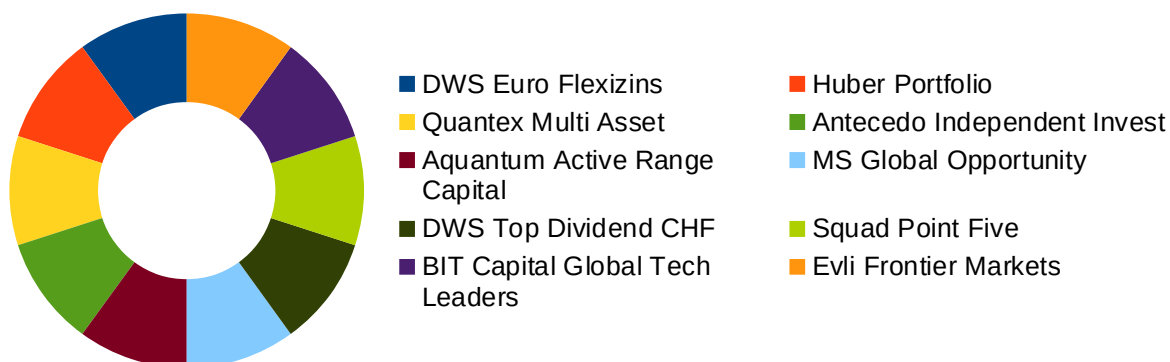 DWS Euro Flexizins
Huber Portfolio
Quantex Multi Asset
Antecedo Independent Invest
Aquantum Active Range
Capital
MS Global Opportunity
DWS Top Dividend CHF
Squad Point Five
BIT Capital Global Tech
Leaders
Evli Frontier Markets